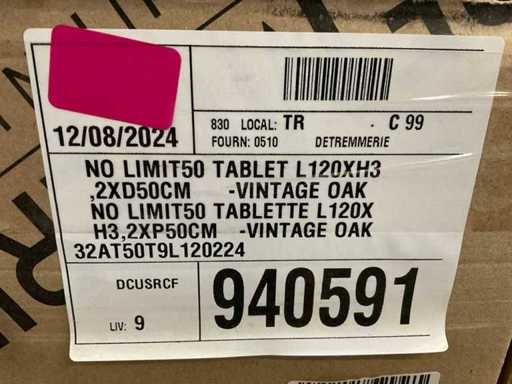 12/08/2024
830 LOCAL: TR - C 99
FOURN: 0510 DETREMMERIE
NO LIMIT50 TABLET L120XH3
,2XD50CM -VINTAGE OAK
NO LIMIT50 TABLETTE L120X
H3,2XP50CM -VINTAGE OAK
32AT50T9L120224
DCUSRCF
LIV: 9
940591